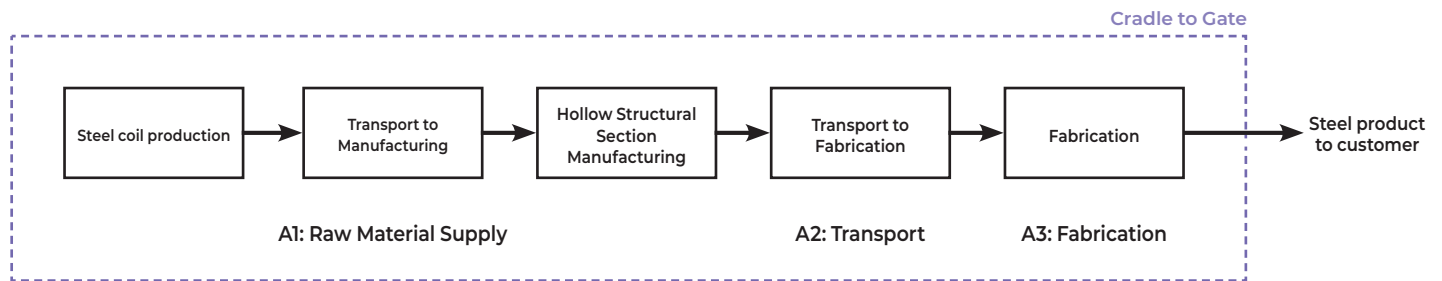 Cradle to Gate
Steel coil production
Transport to
Manufacturing
Hollow Structural
Section
Manufacturing
Transport to
Fabrication
Fabrication
Steel product
to customer
A1: Raw Material Supply
A2: Transport
A3: Fabrication